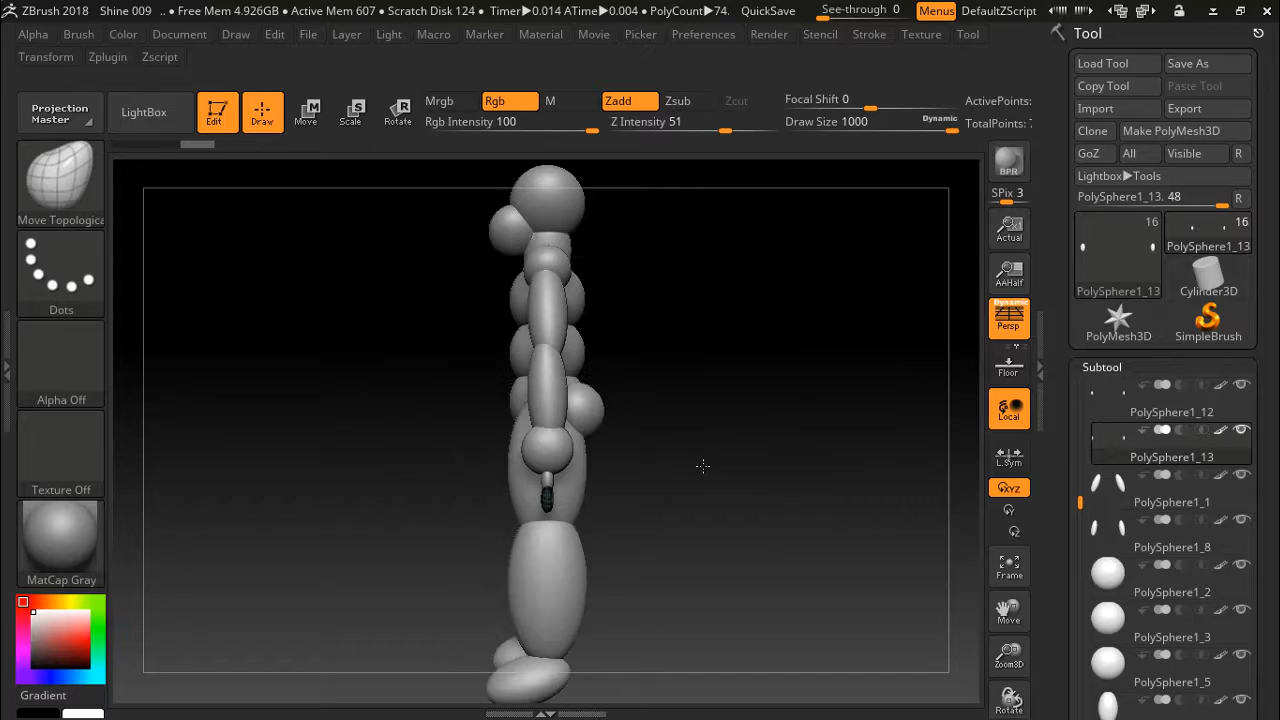 ZBrush 2018 Shine 009 .. ● Free Mem 4.926GB ● Active Mem 607 ● Scratch Disk 124 ● Timer▶0.014 ATime▶0.004 ● PolyCount▶74. QuickSave See-through 0 Menus DefaultZScript
Alpha Brush Color Document Draw Edit File Layer Light Macro Marker Material Movie Picker Preferences Render Stencil Stroke Texture Tool
Transform Zplugin Zscript
Projection Master
LightBox
Edit Draw Move Scale Rotate
M S R
Mrgb Rgb M Zadd Zsub Zcut
Rgb Intensity 100 Z Intensity 51
Focal Shift 0
Draw Size 1000 Dynamic
ActivePoints:
TotalPoints: 7
Move Topologica
Dots
Alpha Off
Texture Off
MatCap Gray
Gradient
BPR
SPix 3
Actual
AAHalf
Dynamic
Persp
Floor
Local
L.Sym
XYZ
Y
Z
Frame
Move
Zoom3D
Rotate
Tool
Load Tool Save As
Copy Tool Paste Tool
Import Export
Clone Make PolyMesh3D
GoZ All Visible R
Lightbox▶Tools
PolySphere1_13. 48 R
16 16
PolySphere1_13
PolySphere1_13 Cylinder3D
PolyMesh3D SimpleBrush
Subtool
PolySphere1_12
PolySphere1_13
PolySphere1_1
PolySphere1_8
PolySphere1_2
PolySphere1_3
PolySphere1_5